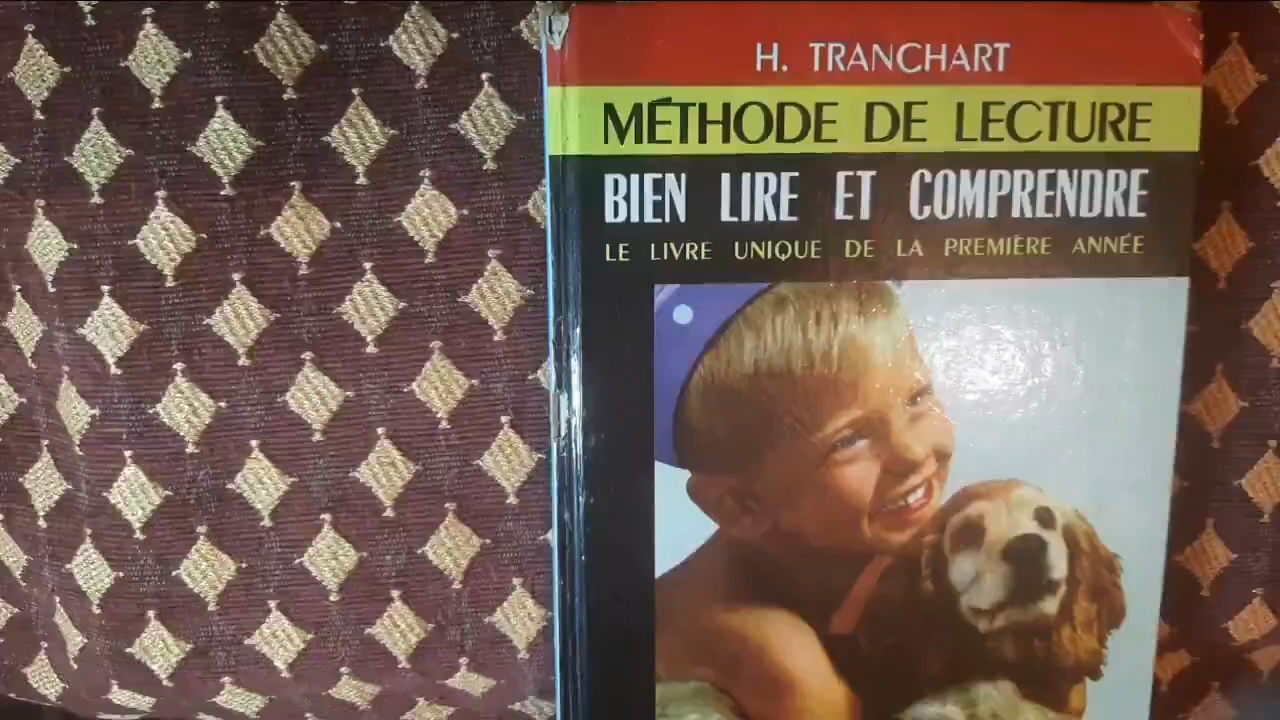 H. TRANCHART
MÉTHODE DE LECTURE
BIEN LIRE ET COMPRENDRE
LE LIVRE UNIQUE DE LA PREMIÈRE ANNÉE